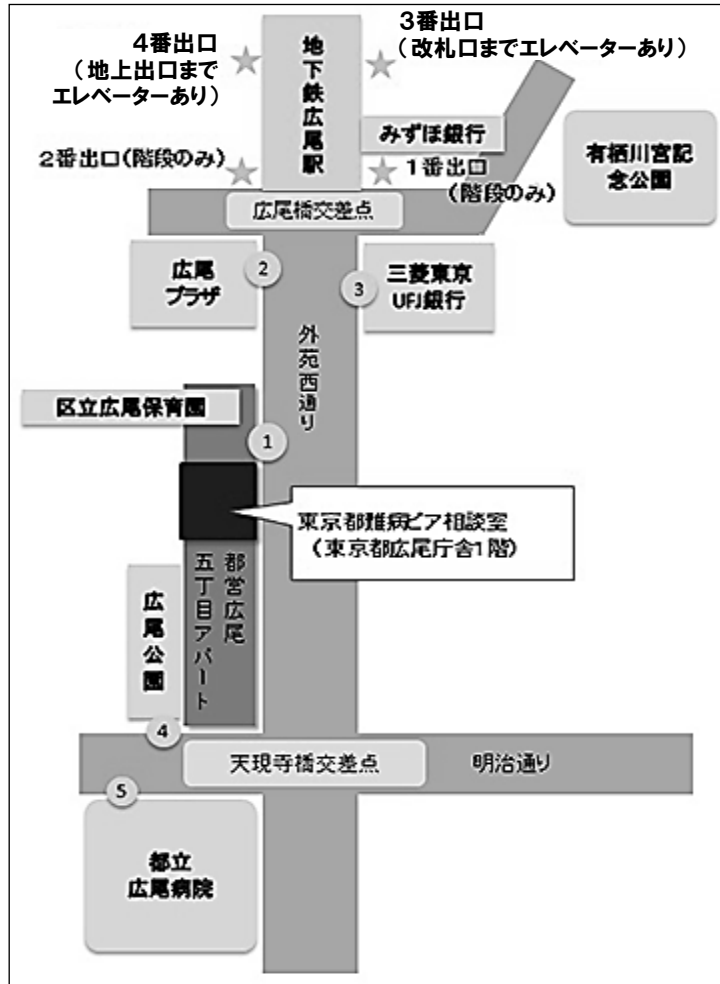 4番出口
（地上出口まで
エレベーターあり）
3番出口
（改札口までエレベーターあり）
地下鉄広尾駅
みずほ銀行
2番出口（階段のみ）
1番出口
（階段のみ）
有栖川宮記
念公園
広尾橋交差点
広尾
プラザ
2
3
三菱東京
UFJ銀行
外苑西通り
区立広尾保育園
1
東京都難病ピア相談室
（東京都広尾庁舎1階）
都営広尾
五丁目アパート
広尾公園
4
天現寺橋交差点
明治通り
5
都立
広尾病院